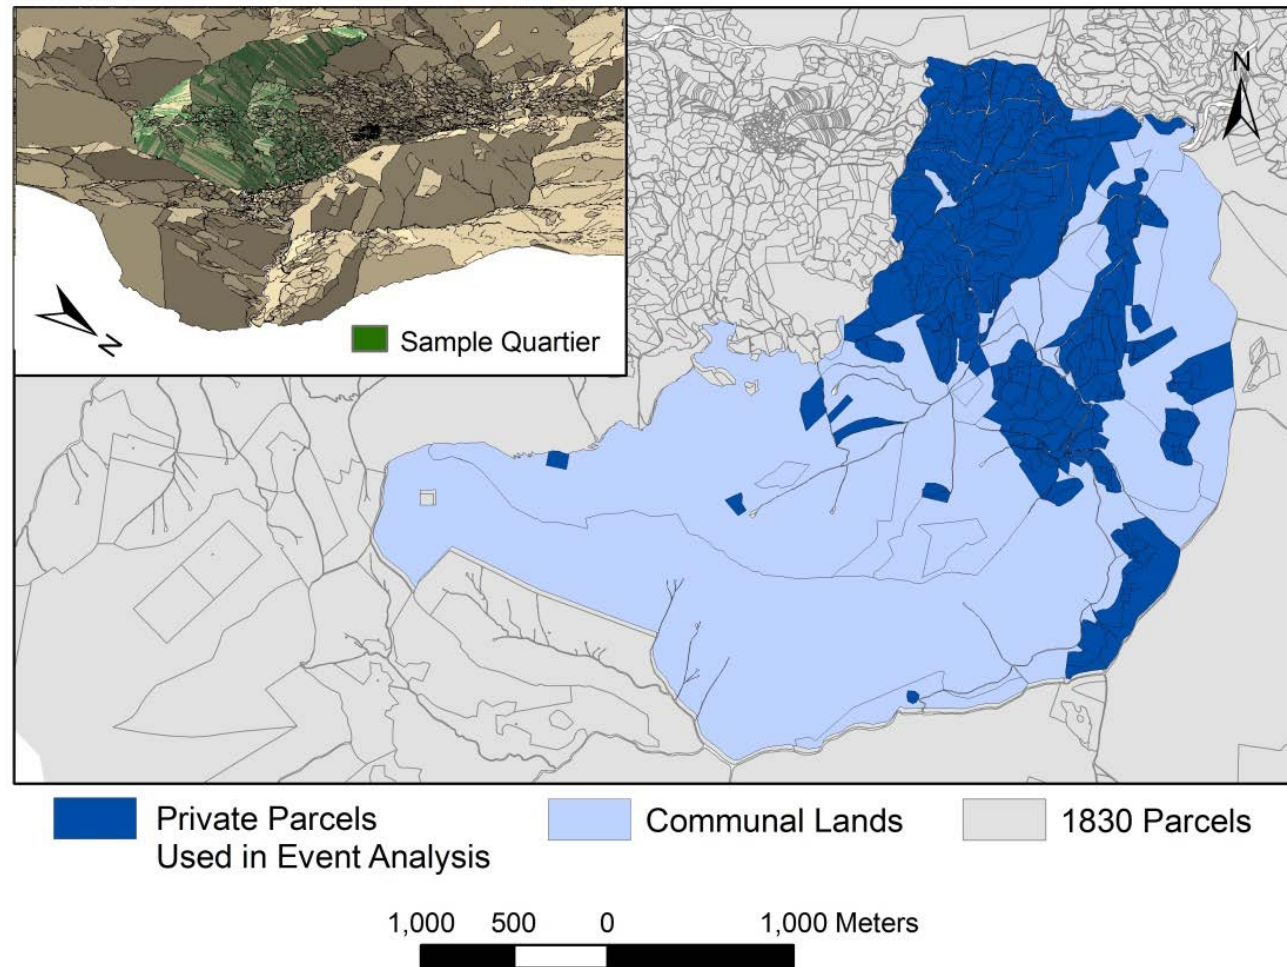 N
Sample Quartier
N
Private Parcels
Used in Event Analysis
Communal Lands
1830 Parcels
1,000 500 0 1,000 Meters